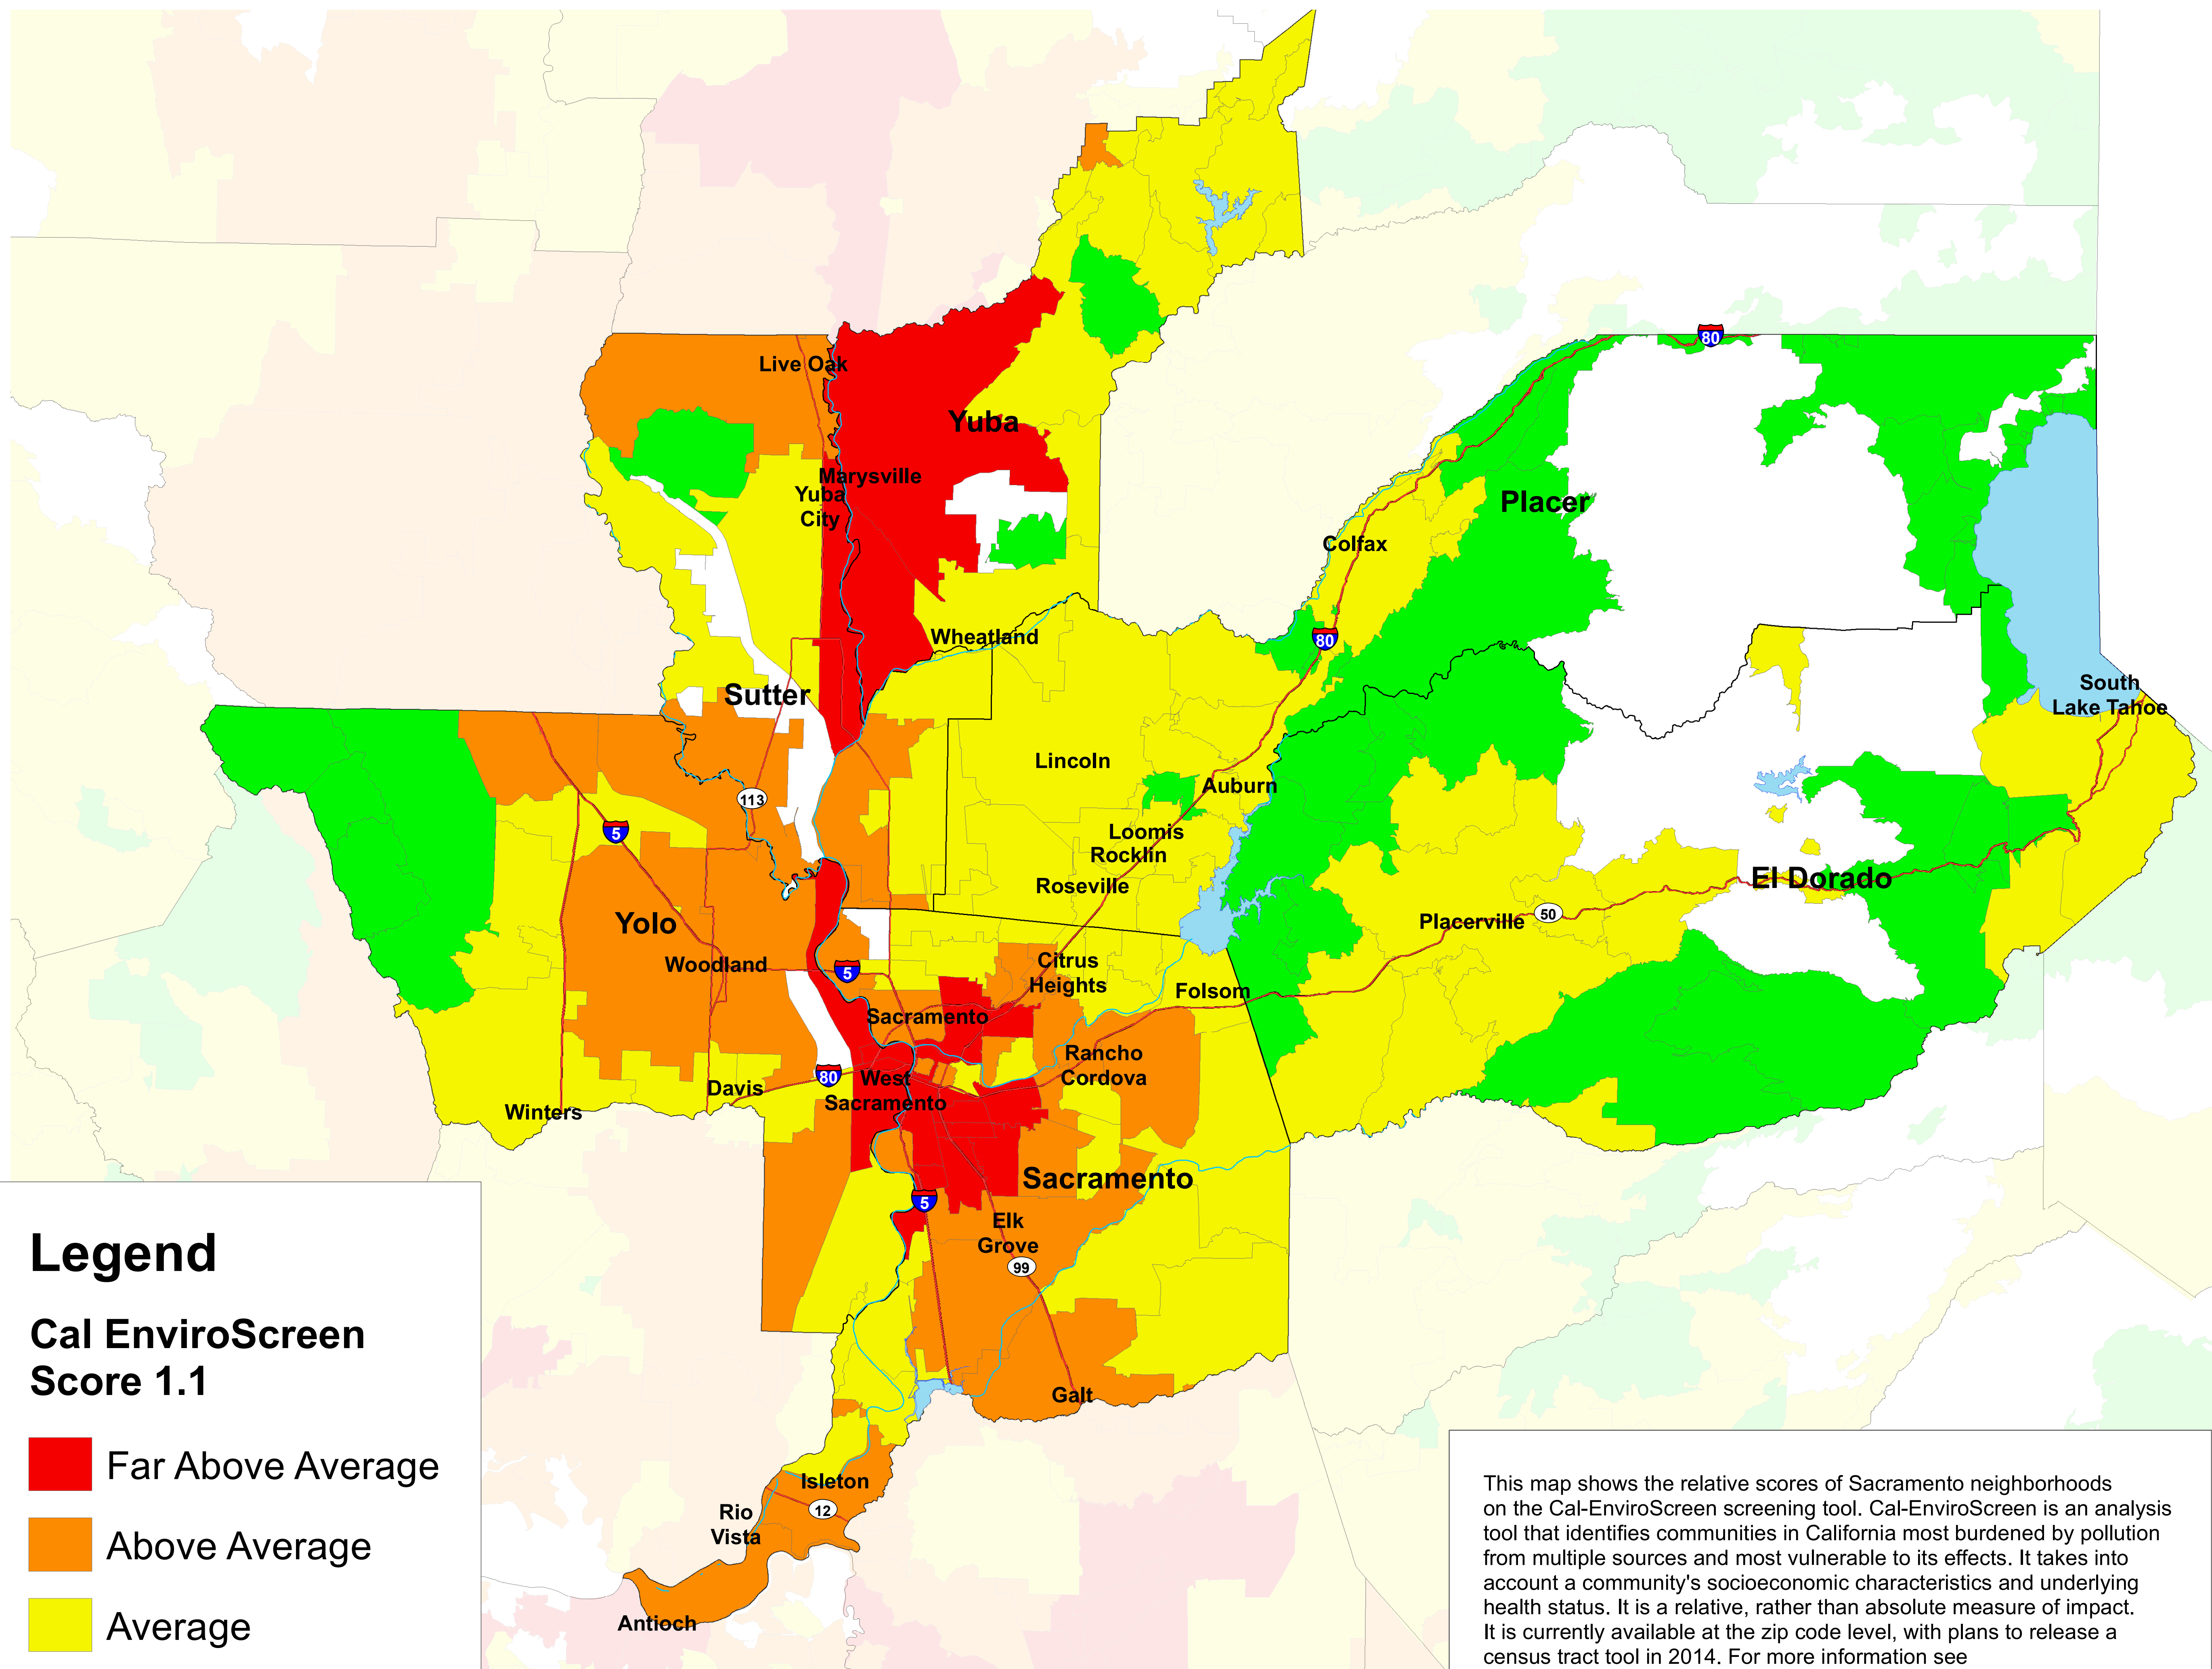 80
Live Oak
Yuba
Marysville
Yuba
City
Placer
Colfax
80
Wheatland
South
Lake Tahoe
Sutter
Lincoln
Auburn
113
5
Loomis
Rocklin
Roseville
El Dorado
Yolo
Placerville
50
Woodland
5
Citrus
Heights
Folsom
Sacramento
Rancho
Cordova
80
West
Sacramento
Davis
Winters
Sacramento
5
Elk
Grove
99
Galt
Isleton
Rio
Vista
12
Antioch
Legend
Cal EnviroScreen
Score 1.1
Far Above Average
Above Average
Average
This map shows the relative scores of Sacramento neighborhoods
on the Cal-EnviroScreen screening tool. Cal-EnviroScreen is an analysis
tool that identifies communities in California most burdened by pollution
from multiple sources and most vulnerable to its effects. It takes into
account a community's socioeconomic characteristics and underlying
health status. It is a relative, rather than absolute measure of impact.
It is currently available at the zip code level, with plans to release a
census tract tool in 2014. For more information see